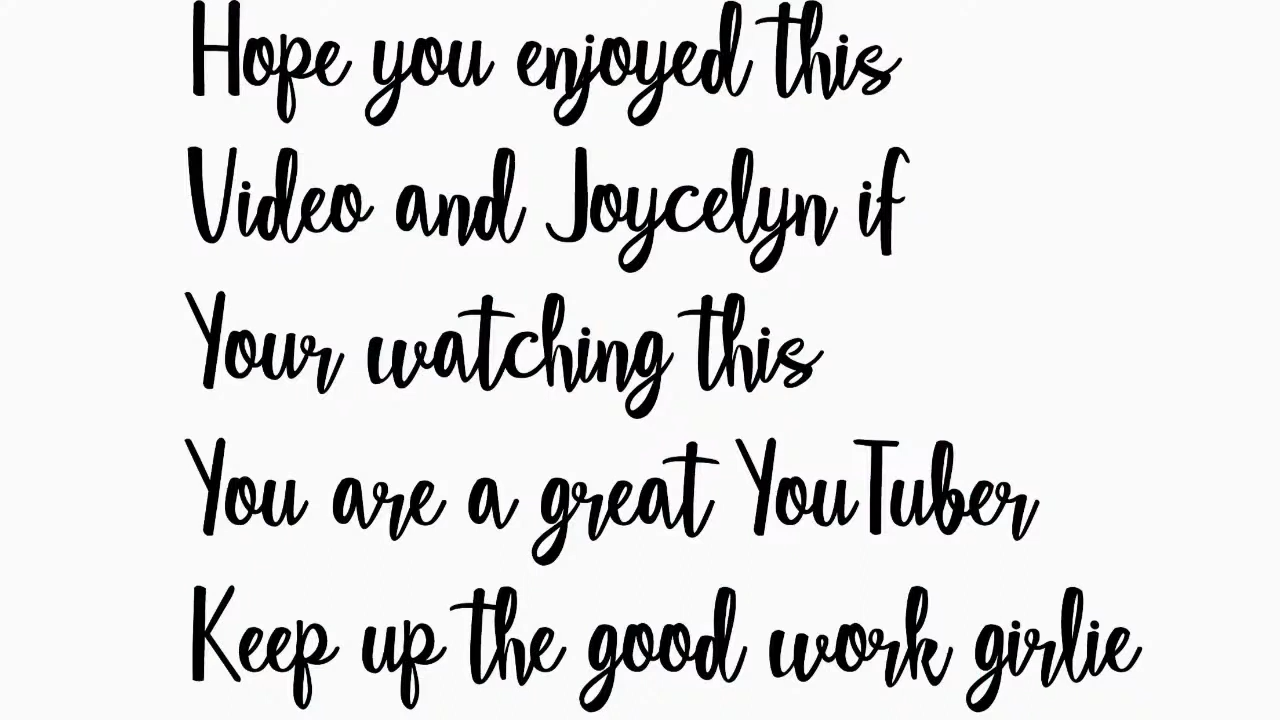 Hope you enjoyed this
Video and Joycelyn if
Your watching this
You are a great YouTuber
Keep up the good work girlie